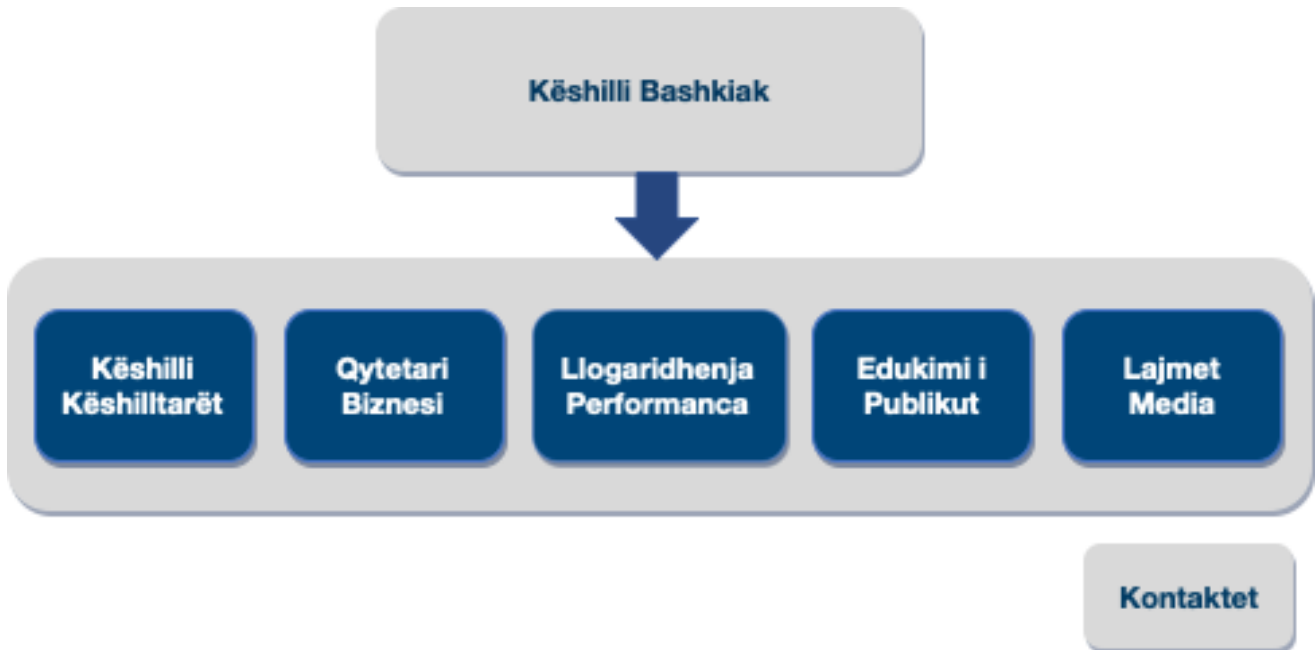 Këshilli Bashkiak
Këshilli
Këshilltarët
Qytetari
Biznesi
Llogaridhenja
Performanca
Edukimi i
Publikut
Lajmet
Media
Kontaktet